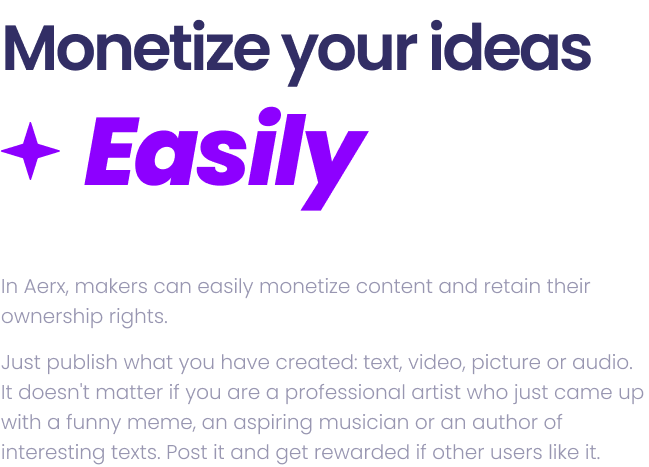 Monetize your ideas
Easily
In Aerx, makers can easily monetize content and retain their
ownership rights.
Just publish what you have created: text, video, picture or audio.
It doesn't matter if you are a professional artist who just came up
with a funny meme, an aspiring musician or an author of
interesting texts. Post it and get rewarded if other users like it.